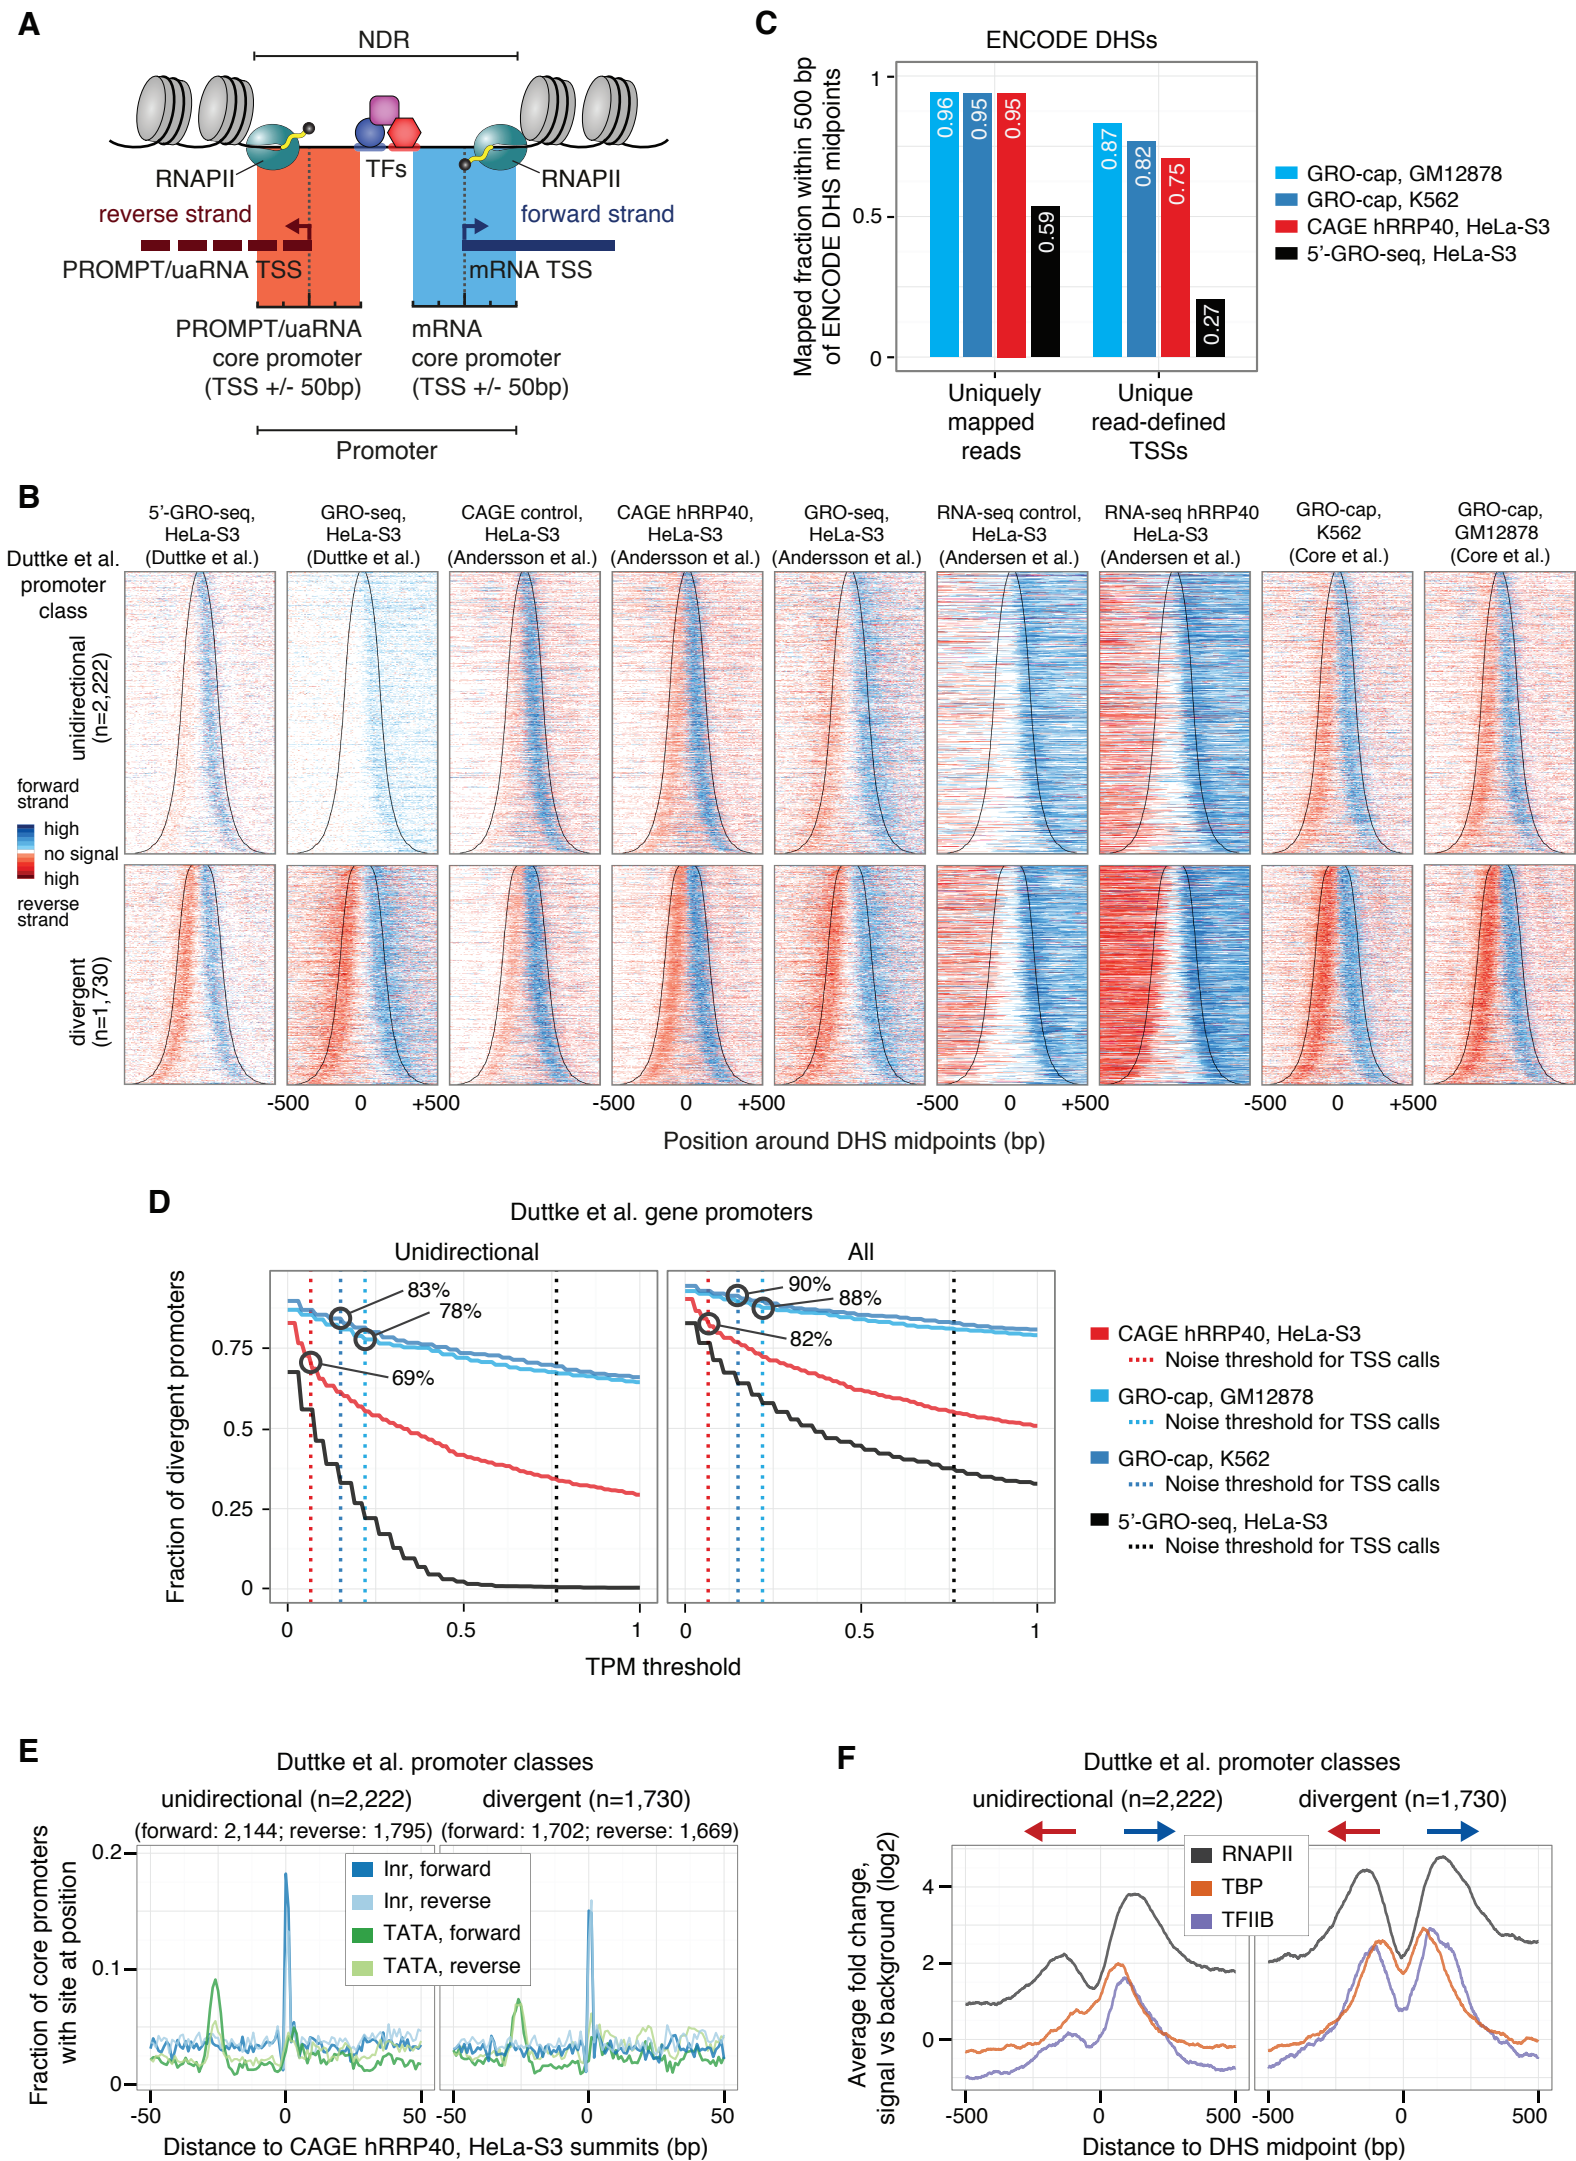 A
NDR
RNAPII
TFs
RNAPII
reverse strand
forward strand
PROMPT/uaRNA TSS
mRNA TSS
PROMPT/uaRNA
core promoter
(TSS +/- 50bp)
mRNA
core promoter
(TSS +/- 50bp)
Promoter
C
ENCODE DHSs
Mapped fraction within 500 bp
of ENCODE DHS midpoints
1
0.5
0
0.96
0.95
0.95
0.59
0.87
0.82
0.75
0.27
Uniquely
mapped
reads
Unique
read-defined
TSSs
GRO-cap, GM12878
GRO-cap, K562
CAGE hRRP40, HeLa-S3
5'-GRO-seq, HeLa-S3
B
Duttke et al.
promoter
class
5'-GRO-seq,
HeLa-S3
(Duttke et al.)
GRO-seq,
HeLa-S3
(Duttke et al.)
CAGE control,
HeLa-S3
(Andersson et al.)
CAGE hRRP40,
HeLa-S3
(Andersson et al.)
GRO-seq,
HeLa-S3
(Andersson et al.)
RNA-seq control,
HeLa-S3
(Andersen et al.)
RNA-seq hRRP40
HeLa-S3
(Andersen et al.)
GRO-cap,
K562
(Core et al.)
GRO-cap,
GM12878
(Core et al.)
unidirectional
(n=2,222)
forward
strand
high
no signal
high
reverse
strand
divergent
(n=1,730)
-500 0 +500
-500 0 +500
-500 0 +500
-500 0 +500
Position around DHS midpoints (bp)
D
Duttke et al. gene promoters
Unidirectional
All
Fraction of divergent promoters
0.75
0.5
0.25
0
83%
78%
69%
90%
88%
82%
0 0.5 1
0 0.5 1
TPM threshold
CAGE hRRP40, HeLa-S3
Noise threshold for TSS calls
GRO-cap, GM12878
Noise threshold for TSS calls
GRO-cap, K562
Noise threshold for TSS calls
5'-GRO-seq, HeLa-S3
Noise threshold for TSS calls
E
Duttke et al. promoter classes
unidirectional (n=2,222)
(forward: 2,144; reverse: 1,795)
divergent (n=1,730)
(forward: 1,702; reverse: 1,669)
Fraction of core promoters
with site at position
0.2
0.1
0
Inr, forward
Inr, reverse
TATA, forward
TATA, reverse
-50 0 50
-50 0 50
Distance to CAGE hRRP40, HeLa-S3 summits (bp)
F
Duttke et al. promoter classes
unidirectional (n=2,222)
divergent (n=1,730)
Average fold change,
signal vs background (log2)
4
2
0
RNAPII
TBP
TFIIB
-500 0 500
-500 0 500
Distance to DHS midpoint (bp)